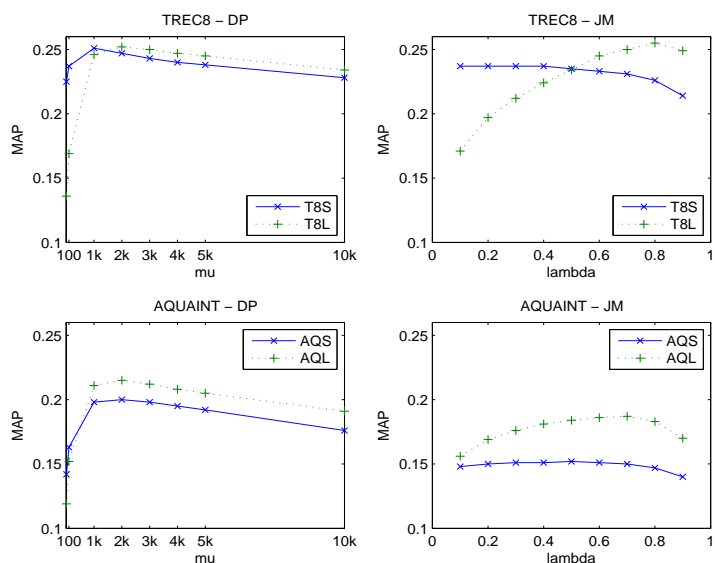 TREC8 – DP
0.25
0.2
0.15
0.1
MAP
T8S
T8L
100 1k 2k 3k 4k 5k 10k
mu
TREC8 – JM
0.25
0.2
0.15
0.1
MAP
T8S
T8L
0 0.2 0.4 0.6 0.8 1
lambda
AQUAINT – DP
0.25
0.2
0.15
0.1
MAP
AQS
AQL
100 1k 2k 3k 4k 5k 10k
mu
AQUAINT – JM
0.25
0.2
0.15
0.1
MAP
AQS
AQL
0 0.2 0.4 0.6 0.8 1
lambda